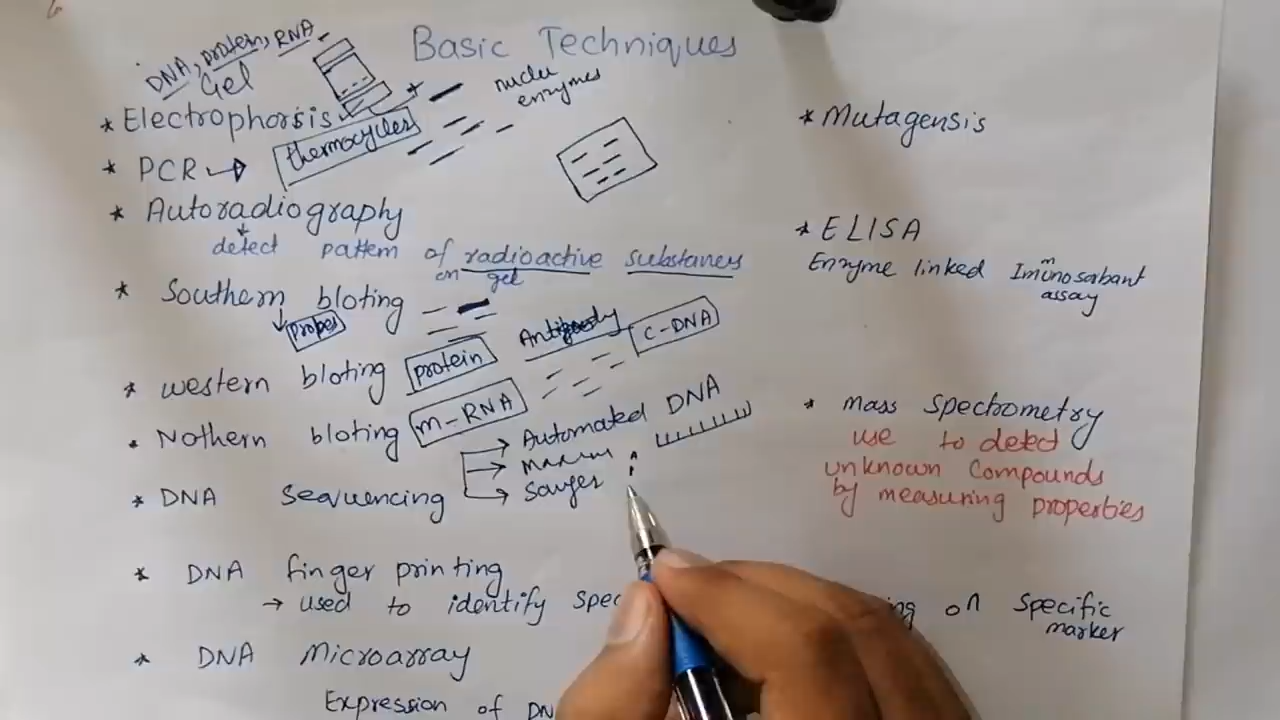 Basic Techniques
DNA, protein, RNA
Gel
* Electrophorsis
nucle
enzymes
* PCR → thermocycler
* Autoradiography
detect pattern of radioactive substances
on gel
* Southern bloting
probes
* western bloting protein Antibody
* Nothern bloting m-RNA C-DNA
* DNA sequencing
Automated DNA
Maxum
Sanger
* DNA finger printing
→ used to identify on specific
marker
* DNA Microarray
Expression of
* Mutagensis
* ELISA
Enzyme linked Imunosabant
m
assay
* mass spectrometry
use to detect
unknown compounds
by measuring properties